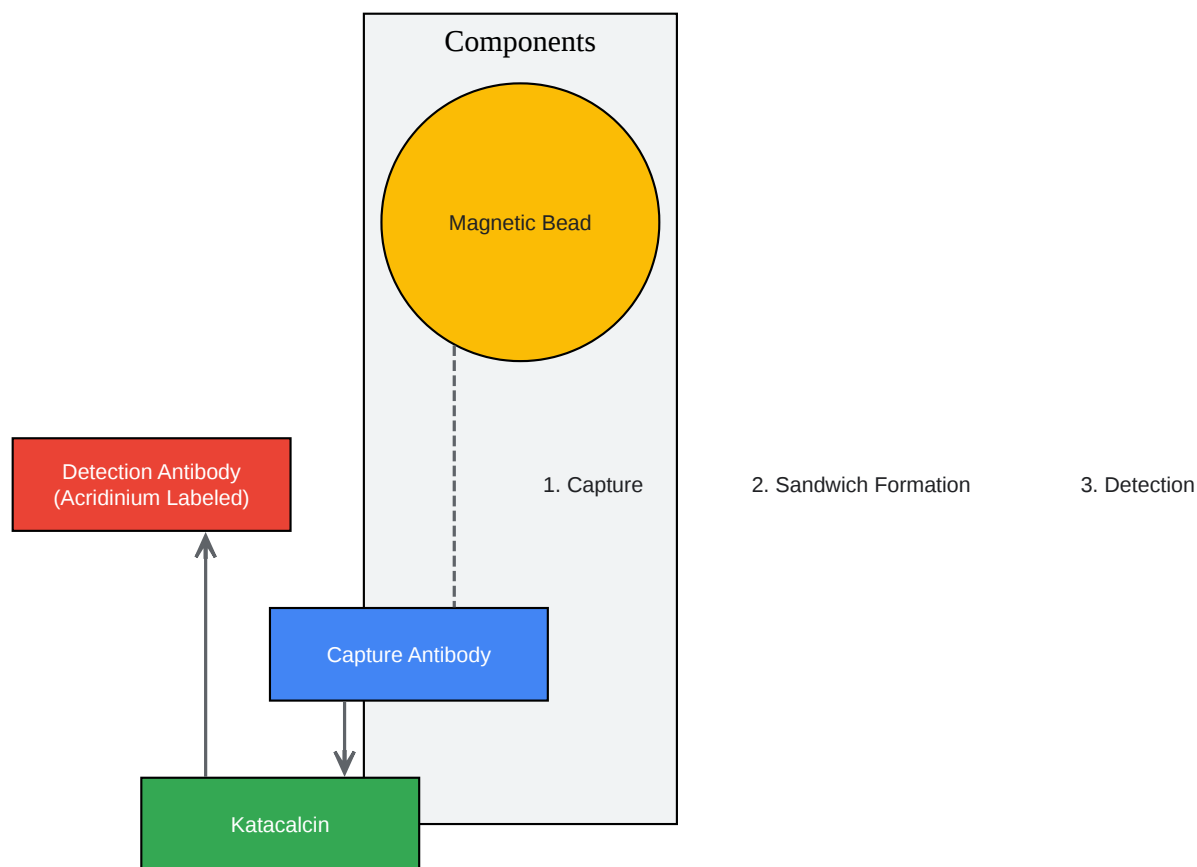 Components
Magnetic Bead
Detection Antibody
(Acridinium Labeled)
1. Capture
2. Sandwich Formation
3. Detection
Capture Antibody
Katacalcin